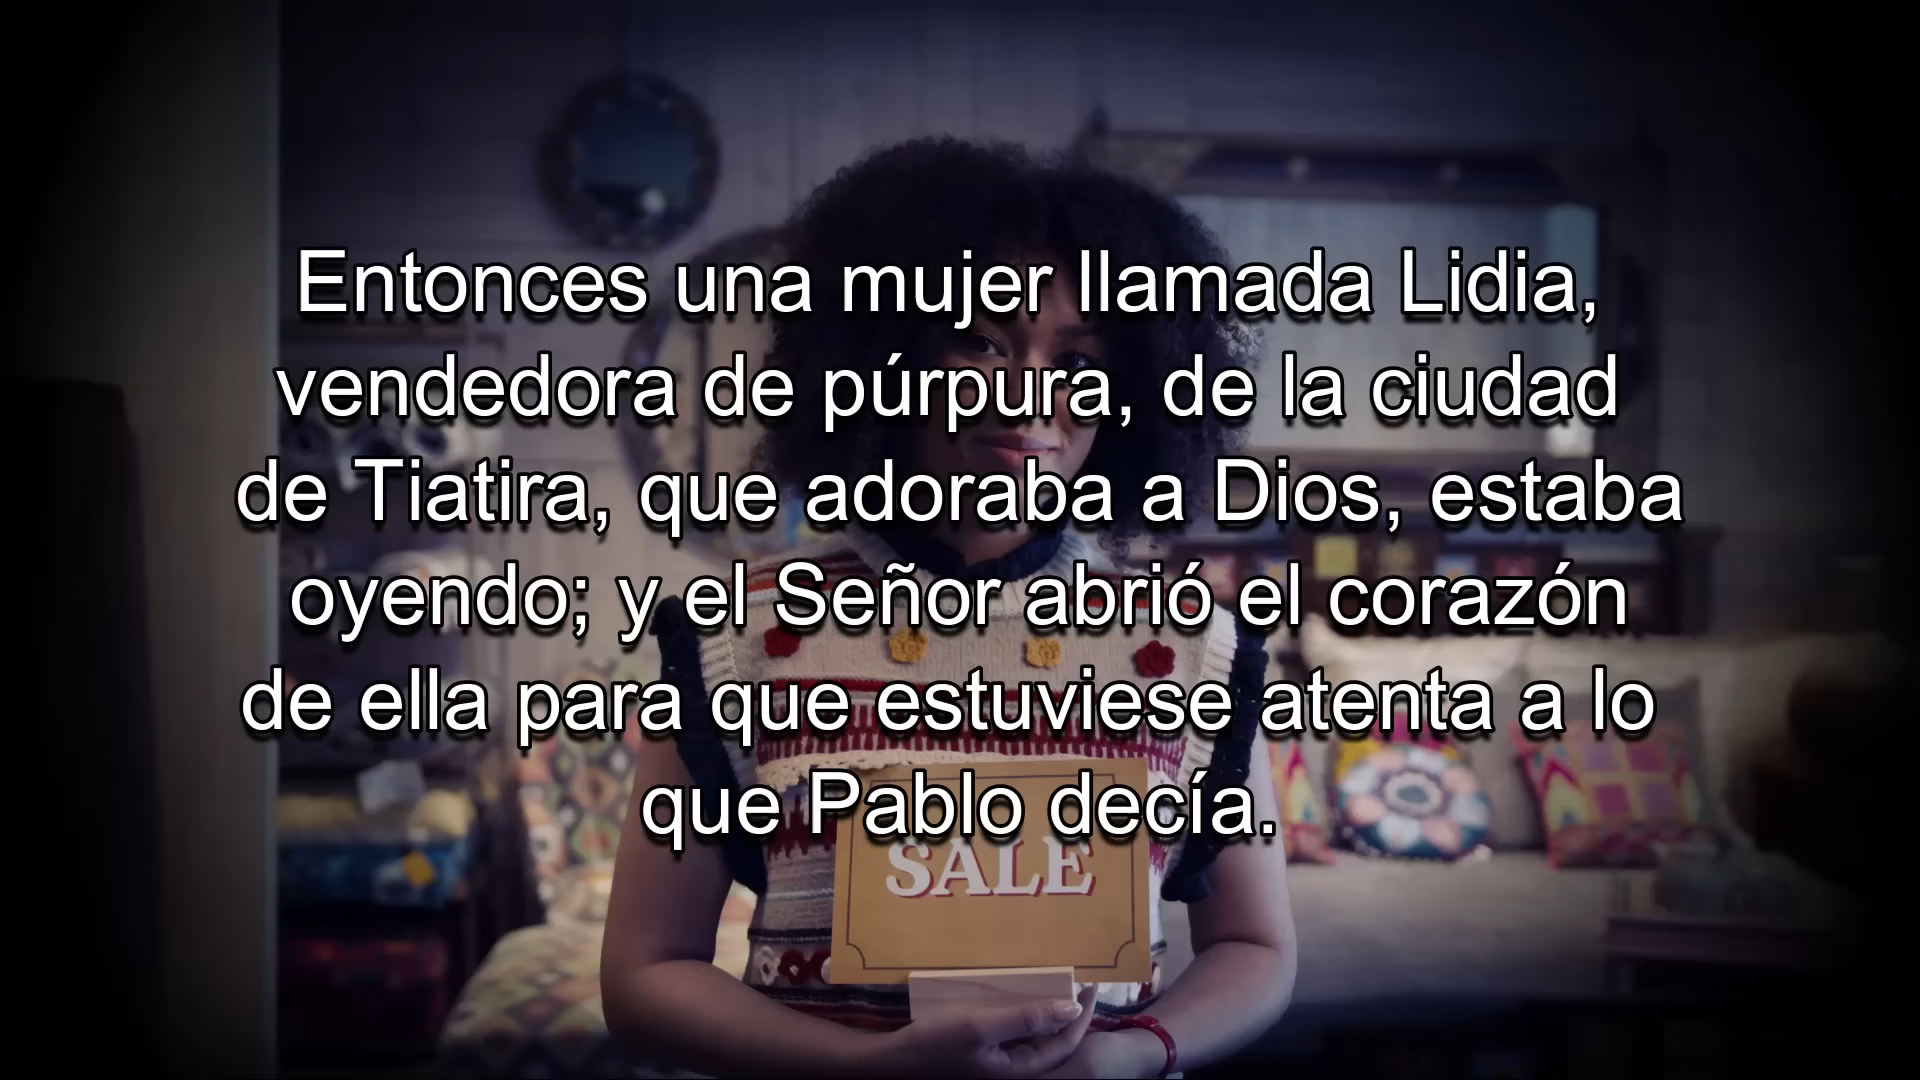 Entonces una mujer llamada Lidia,
vendedora de púrpura, de la ciudad
de Tiatira, que adoraba a Dios, estaba
oyendo; y el Señor abrió el corazón
de ella para que estuviese atenta a lo
que Pablo decía.
SALE